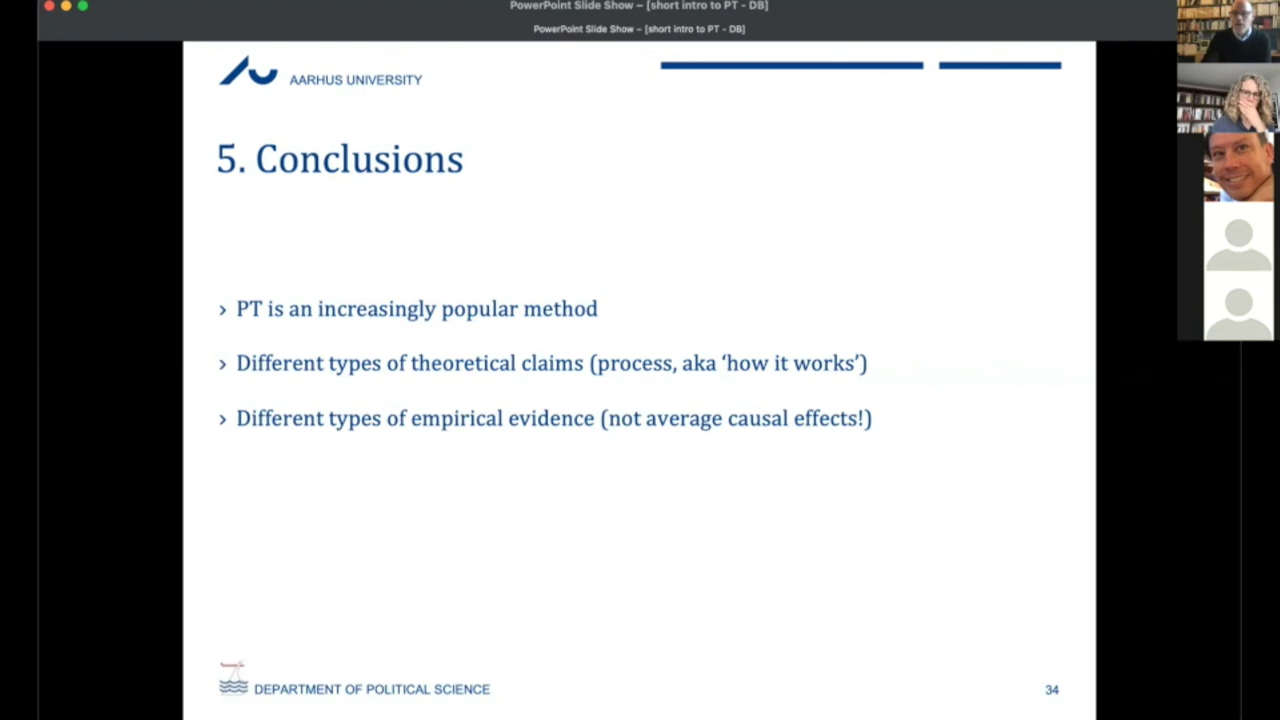 PowerPoint Slide Show – [short intro to PT - DB]
PowerPoint Slide Show – [short intro to PT - DB]
AARHUS UNIVERSITY
5. Conclusions
› PT is an increasingly popular method
› Different types of theoretical claims (process, aka ‘how it works’)
› Different types of empirical evidence (not average causal effects!)
DEPARTMENT OF POLITICAL SCIENCE
34